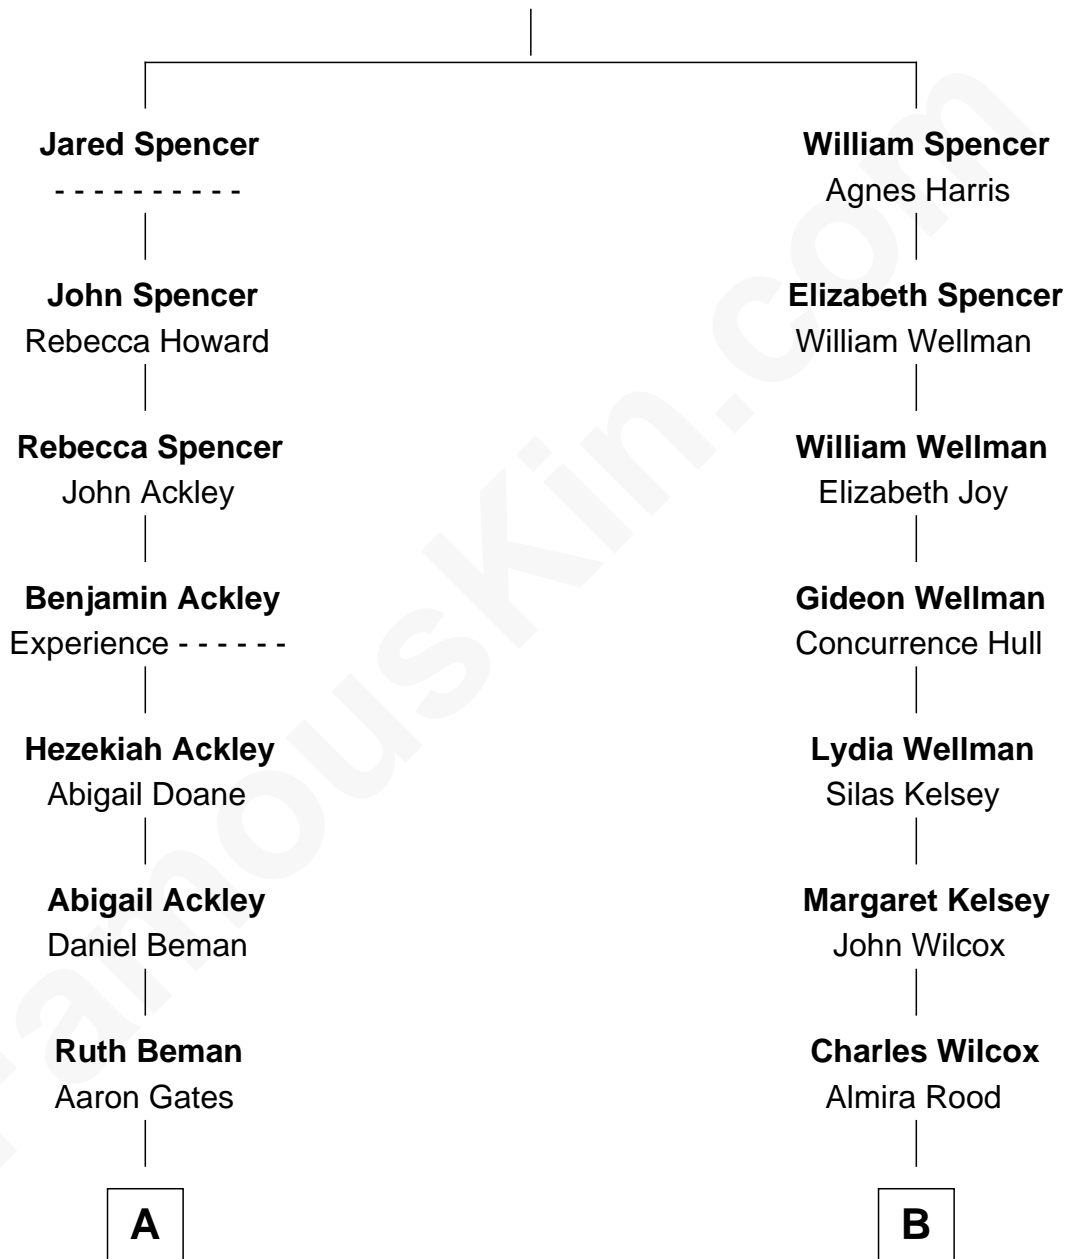 Jared Spencer
- - - - - - - - - -
John Spencer
Rebecca Howard
Rebecca Spencer
John Ackley
Benjamin Ackley
Experience - - - - - -
Hezekiah Ackley
Abigail Doane
Abigail Ackley
Daniel Beman
Ruth Beman
Aaron Gates
A
William Spencer
Agnes Harris
Elizabeth Spencer
William Wellman
William Wellman
Elizabeth Joy
Gideon Wellman
Concurrence Hull
Lydia Wellman
Silas Kelsey
Margaret Kelsey
John Wilcox
Charles Wilcox
Almira Rood
B
FamousKin.com